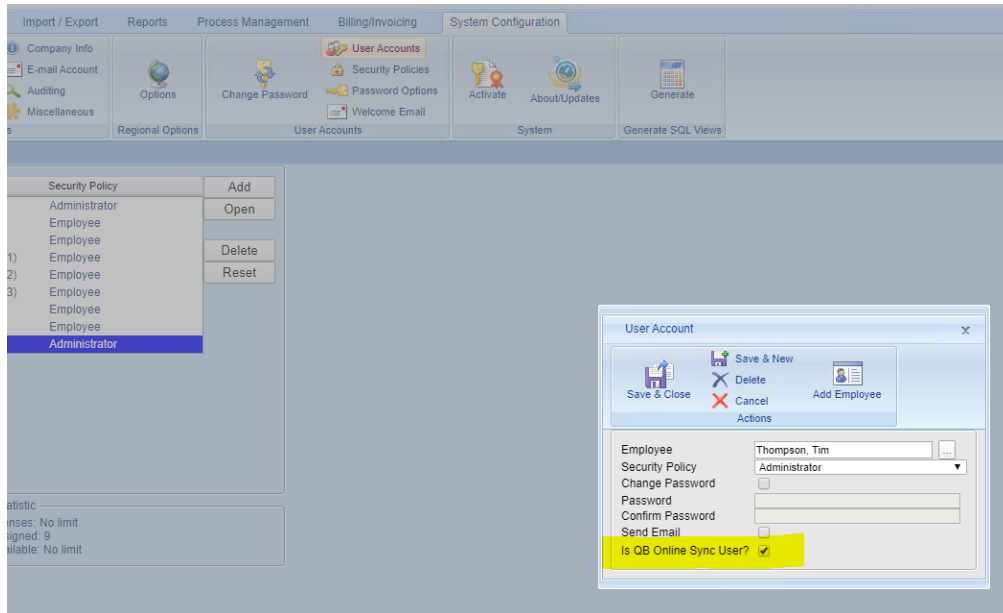 Import / Export Reports Process Management Billing/Invoicing System Configuration
Company Info
E-mail Account
Auditing
Miscellaneous
Options
Regional Options
Change Password
User Accounts
Security Policies
Password Options
Welcome Email
User Accounts
Activate
About/Updates
System
Generate
Generate SQL Views
Security Policy
Administrator
Employee
Employee
1) Employee
2) Employee
3) Employee
Employee
Employee
Administrator
Add
Open
Delete
Reset
No limit
9
No limit
User Account x
Save & Close
Save & New
Delete
Cancel
Add Employee
Actions
Employee Thompson, Tim ...
Security Policy Administrator
Change Password
Password
Confirm Password
Send Email
Is QB Online Sync User?